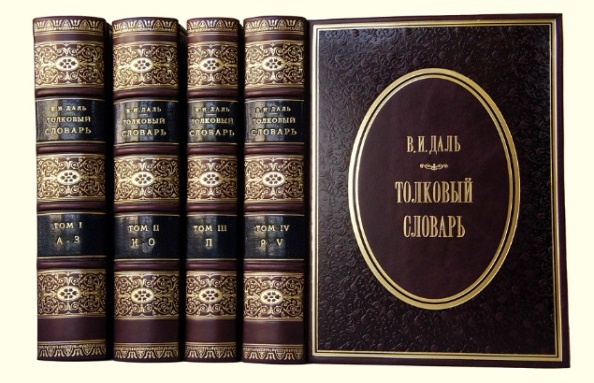 В. И. ДАЛЬ
ТОЛКОВЫЙ
СЛОВАРЬ
ТОМ I
А-З
В. И. ДАЛЬ
ТОЛКОВЫЙ
СЛОВАРЬ
ТОМ II
И-О
В. И. ДАЛЬ
ТОЛКОВЫЙ
СЛОВАРЬ
ТОМ III
П
В. И. ДАЛЬ
ТОЛКОВЫЙ
СЛОВАРЬ
ТОМ IV
Р-V
В. И. ДАЛЬ
ТОЛКОВЫЙ
СЛОВАРЬ